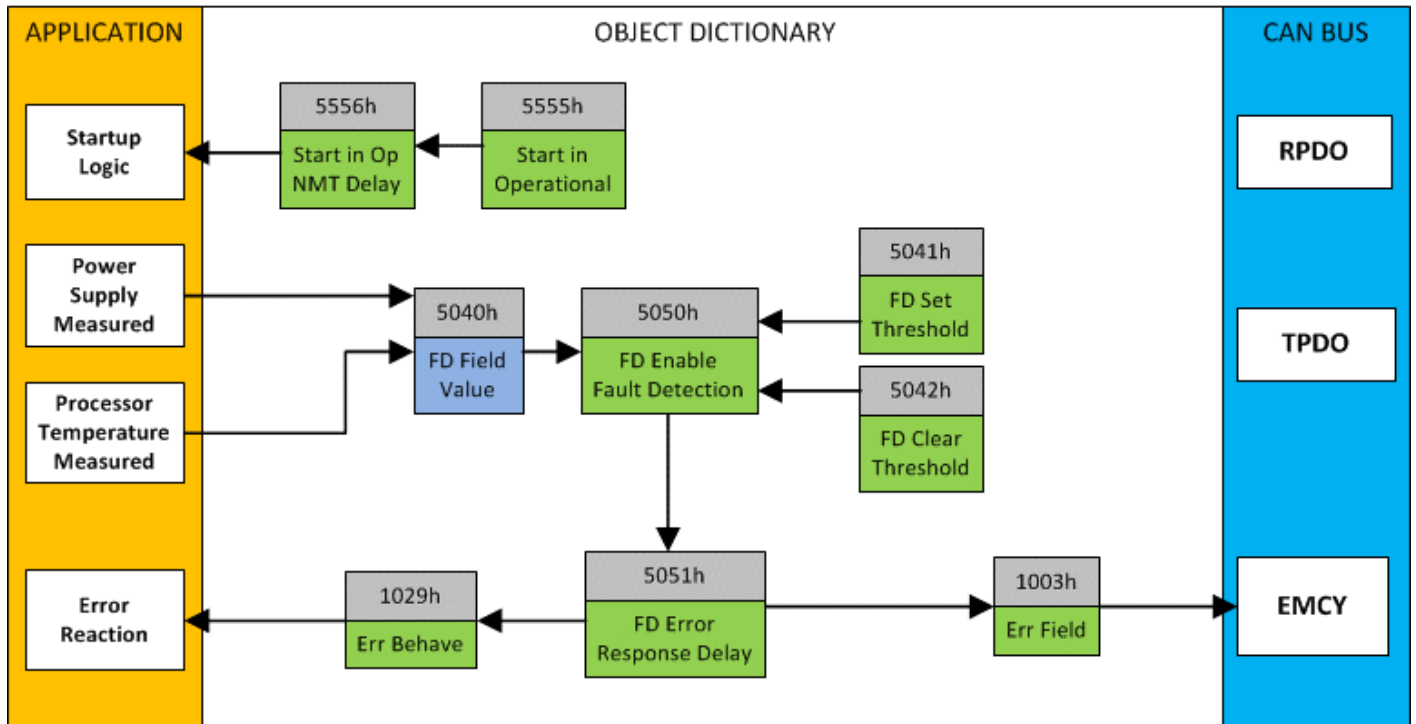 APPLICATION
OBJECT DICTIONARY
CAN BUS
5556h
Start in Op
NMT Delay
5555h
Start in
Operational
Startup
Logic
RPDO
Power
Supply
Measured
5040h
FD Field
Value
5050h
FD Enable
Fault Detection
5041h
FD Set
Threshold
TPDO
Processor
Temperature
Measured
5042h
FD Clear
Threshold
Error
Reaction
1029h
Err Behave
5051h
FD Error
Response Delay
1003h
Err Field
EMCY